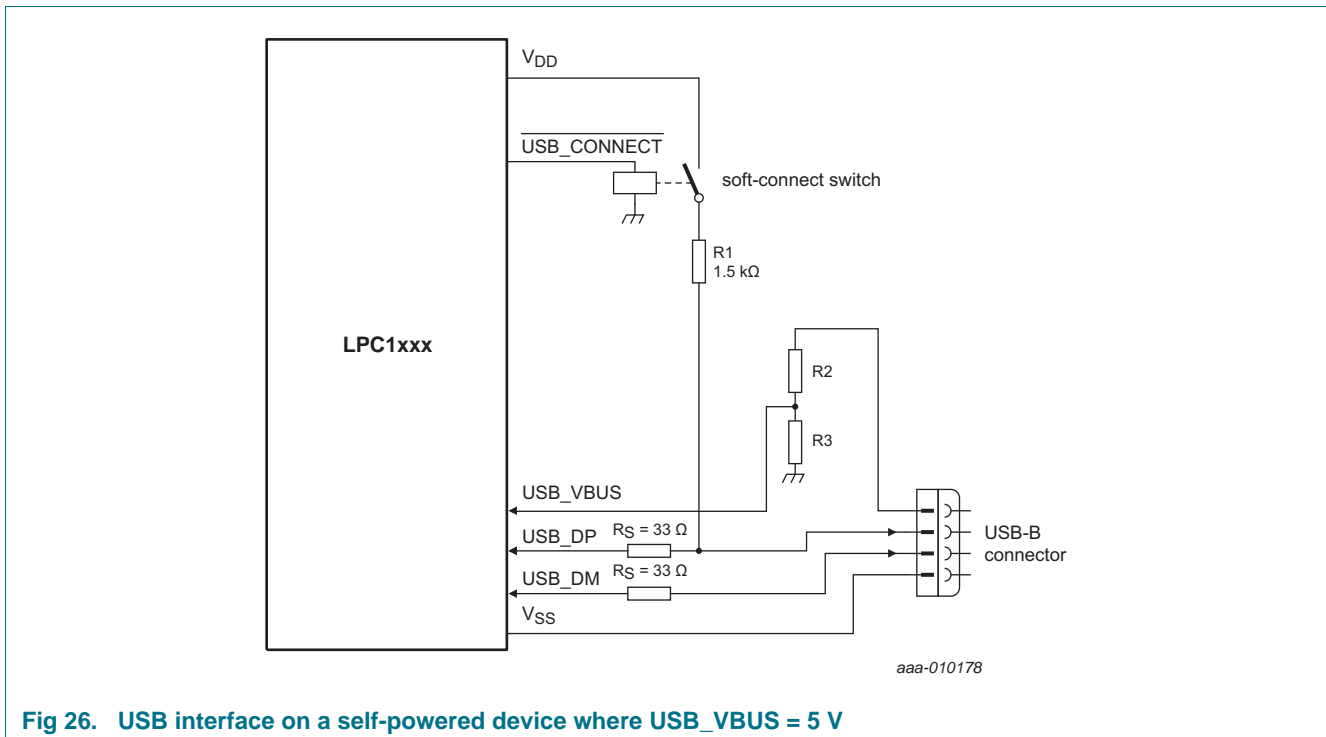 VDD
USB_CONNECT
soft-connect switch
R1
1.5 kΩ
LPC1xxx
R2
R3
USB_VBUS
USB_DP
RS = 33 Ω
USB-B
connector
USB_DM
RS = 33 Ω
VSS
aaa-010178
Fig 26. USB interface on a self-powered device where USB_VBUS = 5 V